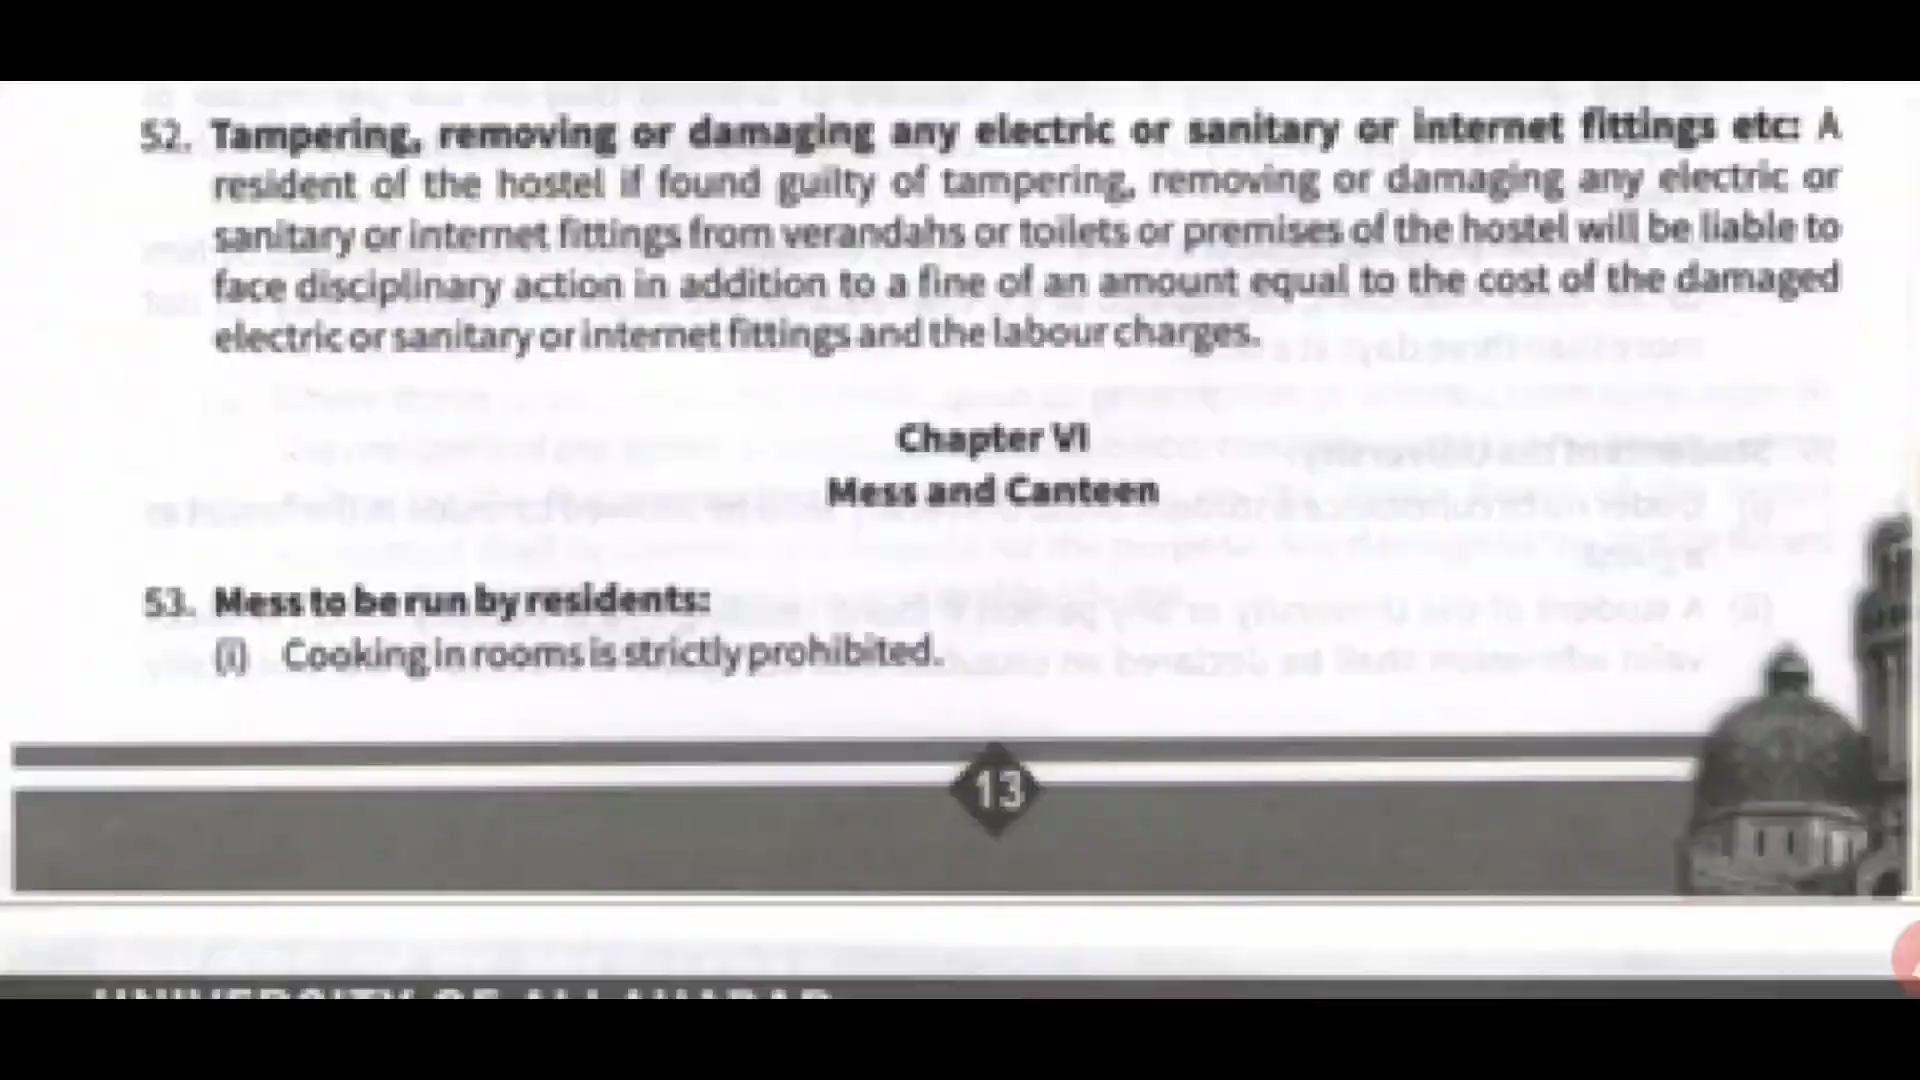 52. Tampering, removing or damaging any electric or sanitary or internet fittings etc: A
resident of the hostel if found guilty of tampering, removing or damaging any electric or
sanitary or internet fittings from verandahs or toilets or premises of the hostel will be liable to
face disciplinary action in addition to a fine of an amount equal to the cost of the damaged
electric or sanitary or internet fittings and the labour charges.
Chapter VI
Mess and Canteen
53. Mess to be run by residents:
(i) Cooking in rooms is strictly prohibited.
13
UNIVERSITY OF ALLAHABAD